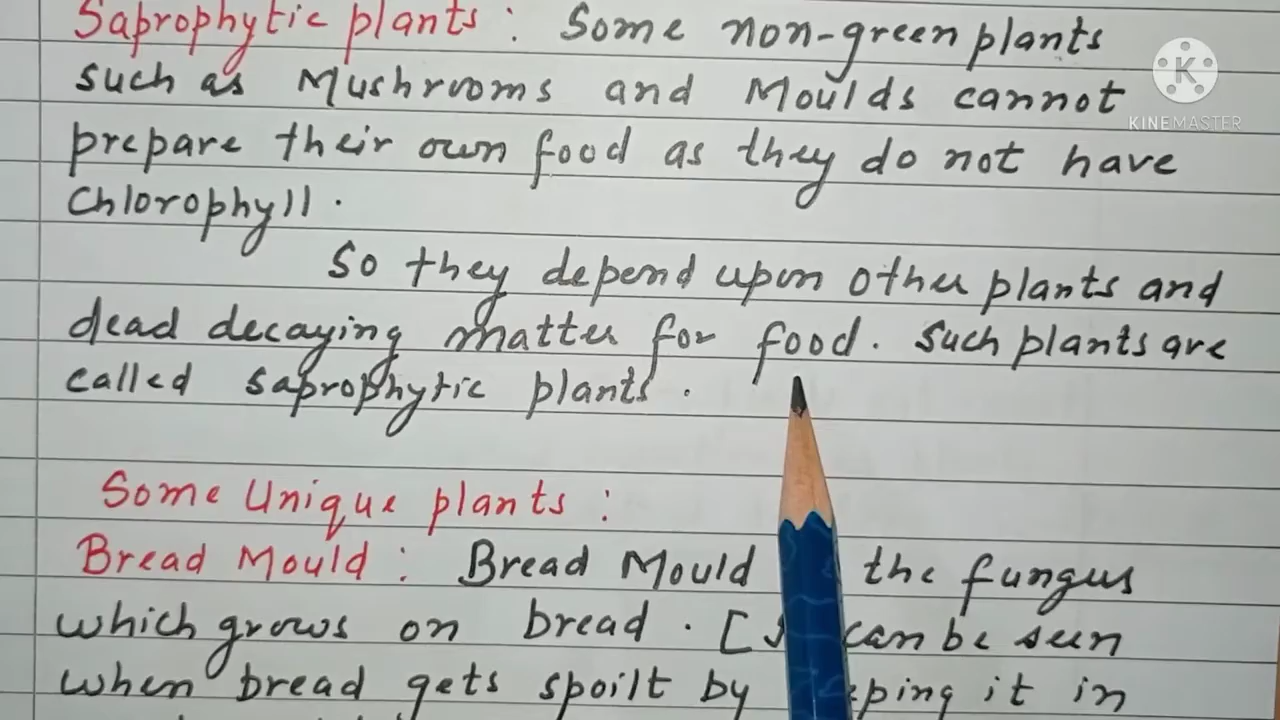 Saprophytic plants : Some non-green plants
such as Mushrooms and Moulds cannot
prepare their own food as they do not have
Chlorophyll .
So they depend upon other plants and
dead decaying matter for food. Such plants are
called saprophytic plants .
Some Unique plants :
Bread Mould : Bread Mould the fungus
which grows on bread . [ can be seen
when bread gets spoilt by it in
K
KINEMASTER